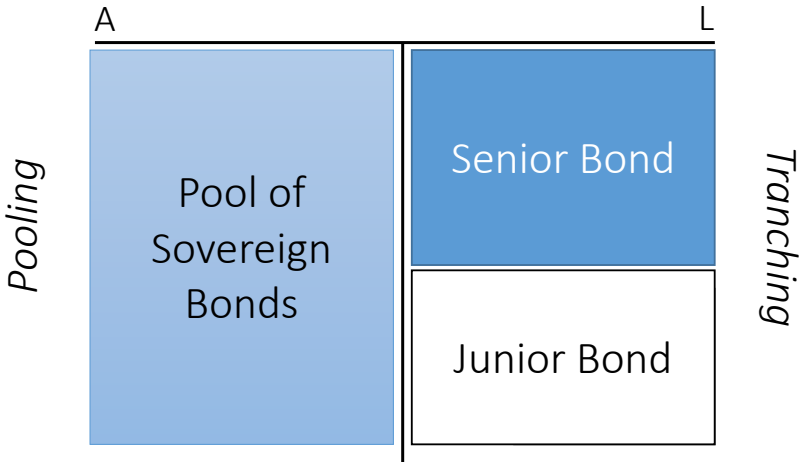 A
L
Pooling
Pool of
Sovereign
Bonds
Senior Bond
Junior Bond
Tranching